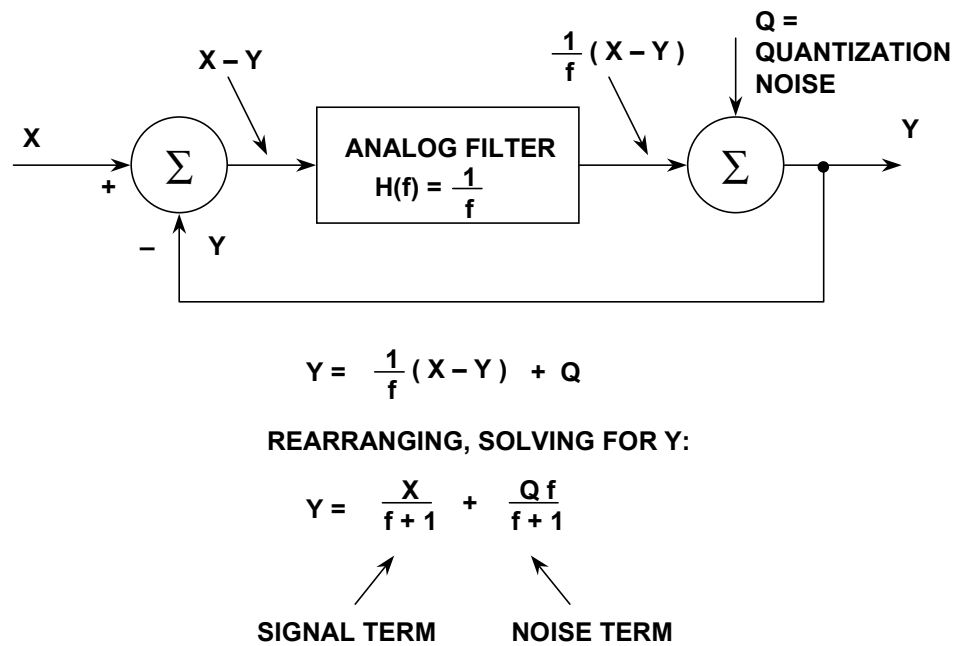 Q =
QUANTIZATION
NOISE
X – Y
1
f
( X – Y )
X
Y
Σ
ANALOG FILTER
H(f) = 1
f
Σ
+
–
Y
Y = 1
f
( X – Y ) + Q
REARRANGING, SOLVING FOR Y:
Y = X
f + 1
+ Q f
f + 1
SIGNAL TERM
NOISE TERM